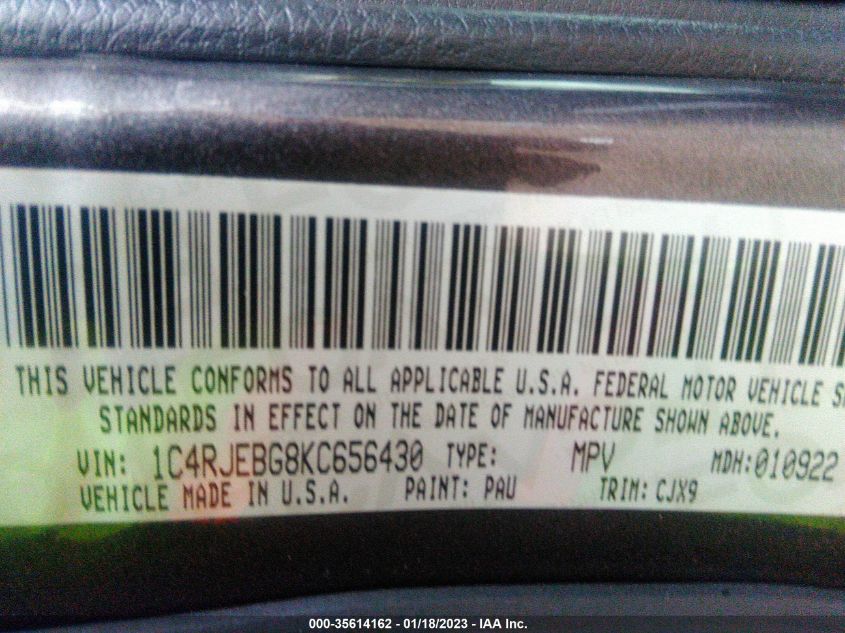 THIS VEHICLE CONFORMS TO ALL APPLICABLE U.S.A. FEDERAL MOTOR VEHICLE
STANDARDS IN EFFECT ON THE DATE OF MANUFACTURE SHOWN ABOVE.
VIN: 1C4RJEBG8KC656430 TYPE: MPV MDH:010922
VEHICLE MADE IN U.S.A. PAINT: PAU TRIM: CJX9
000-35614162 - 01/18/2023 - IAA Inc.